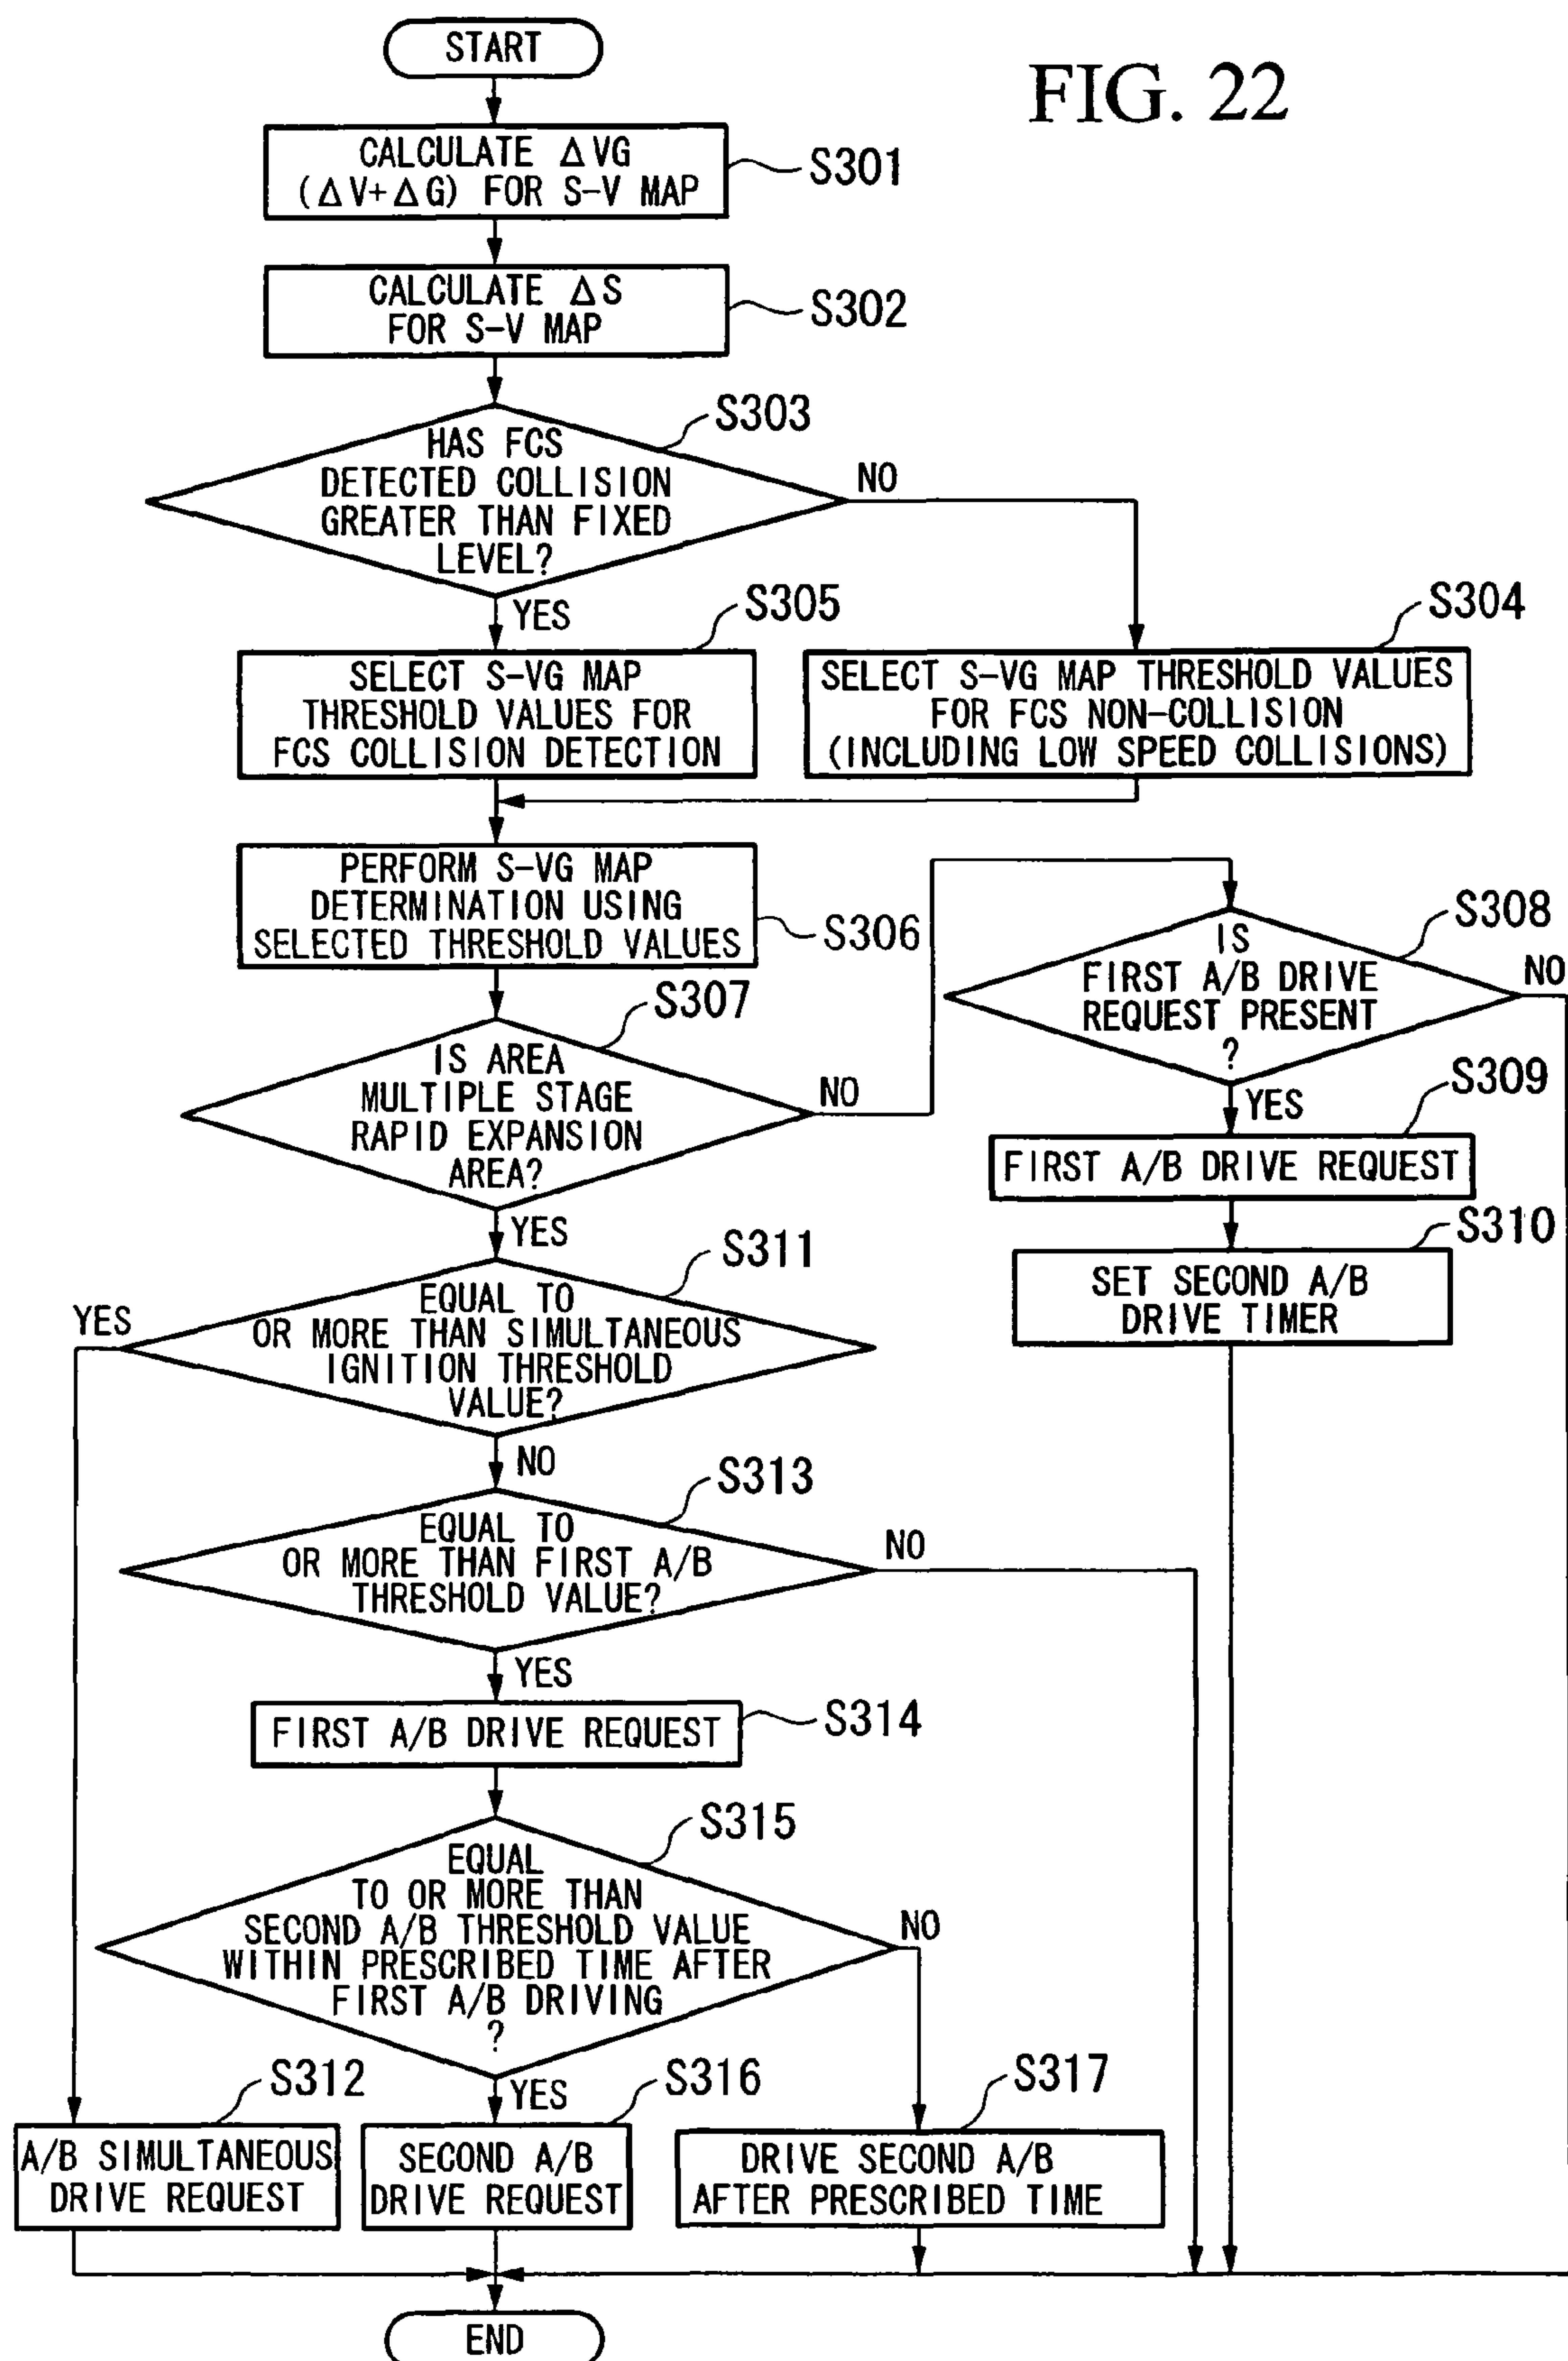 START
FIG. 22
CALCULATE ΔVG
(ΔV+ΔG) FOR S-V MAP
S301
CALCULATE ΔS
FOR S-V MAP
S302
S303
HAS FCS
DETECTED COLLISION
GREATER THAN FIXED
LEVEL?
NO
YES
S305
S304
SELECT S-VG MAP
THRESHOLD VALUES FOR
FCS COLLISION DETECTION
SELECT S-VG MAP THRESHOLD VALUES
FOR FCS NON-COLLISION
(INCLUDING LOW SPEED COLLISIONS)
PERFORM S-VG MAP
DETERMINATION USING
SELECTED THRESHOLD VALUES
S306
S308
IS
FIRST A/B DRIVE
REQUEST PRESENT
?
NO
YES
S307
IS AREA
MULTIPLE STAGE
RAPID EXPANSION
AREA?
NO
YES
S309
FIRST A/B DRIVE REQUEST
S310
SET SECOND A/B
DRIVE TIMER
S311
EQUAL TO
OR MORE THAN SIMULTANEOUS
IGNITION THRESHOLD
VALUE?
YES
NO
S313
EQUAL TO
OR MORE THAN FIRST A/B
THRESHOLD VALUE?
NO
YES
FIRST A/B DRIVE REQUEST
S314
S315
EQUAL
TO OR MORE THAN
SECOND A/B THRESHOLD VALUE
WITHIN PRESCRIBED TIME AFTER
FIRST A/B DRIVING
?
NO
YES
S312
S316
S317
A/B SIMULTANEOUS
DRIVE REQUEST
SECOND A/B
DRIVE REQUEST
DRIVE SECOND A/B
AFTER PRESCRIBED TIME
END